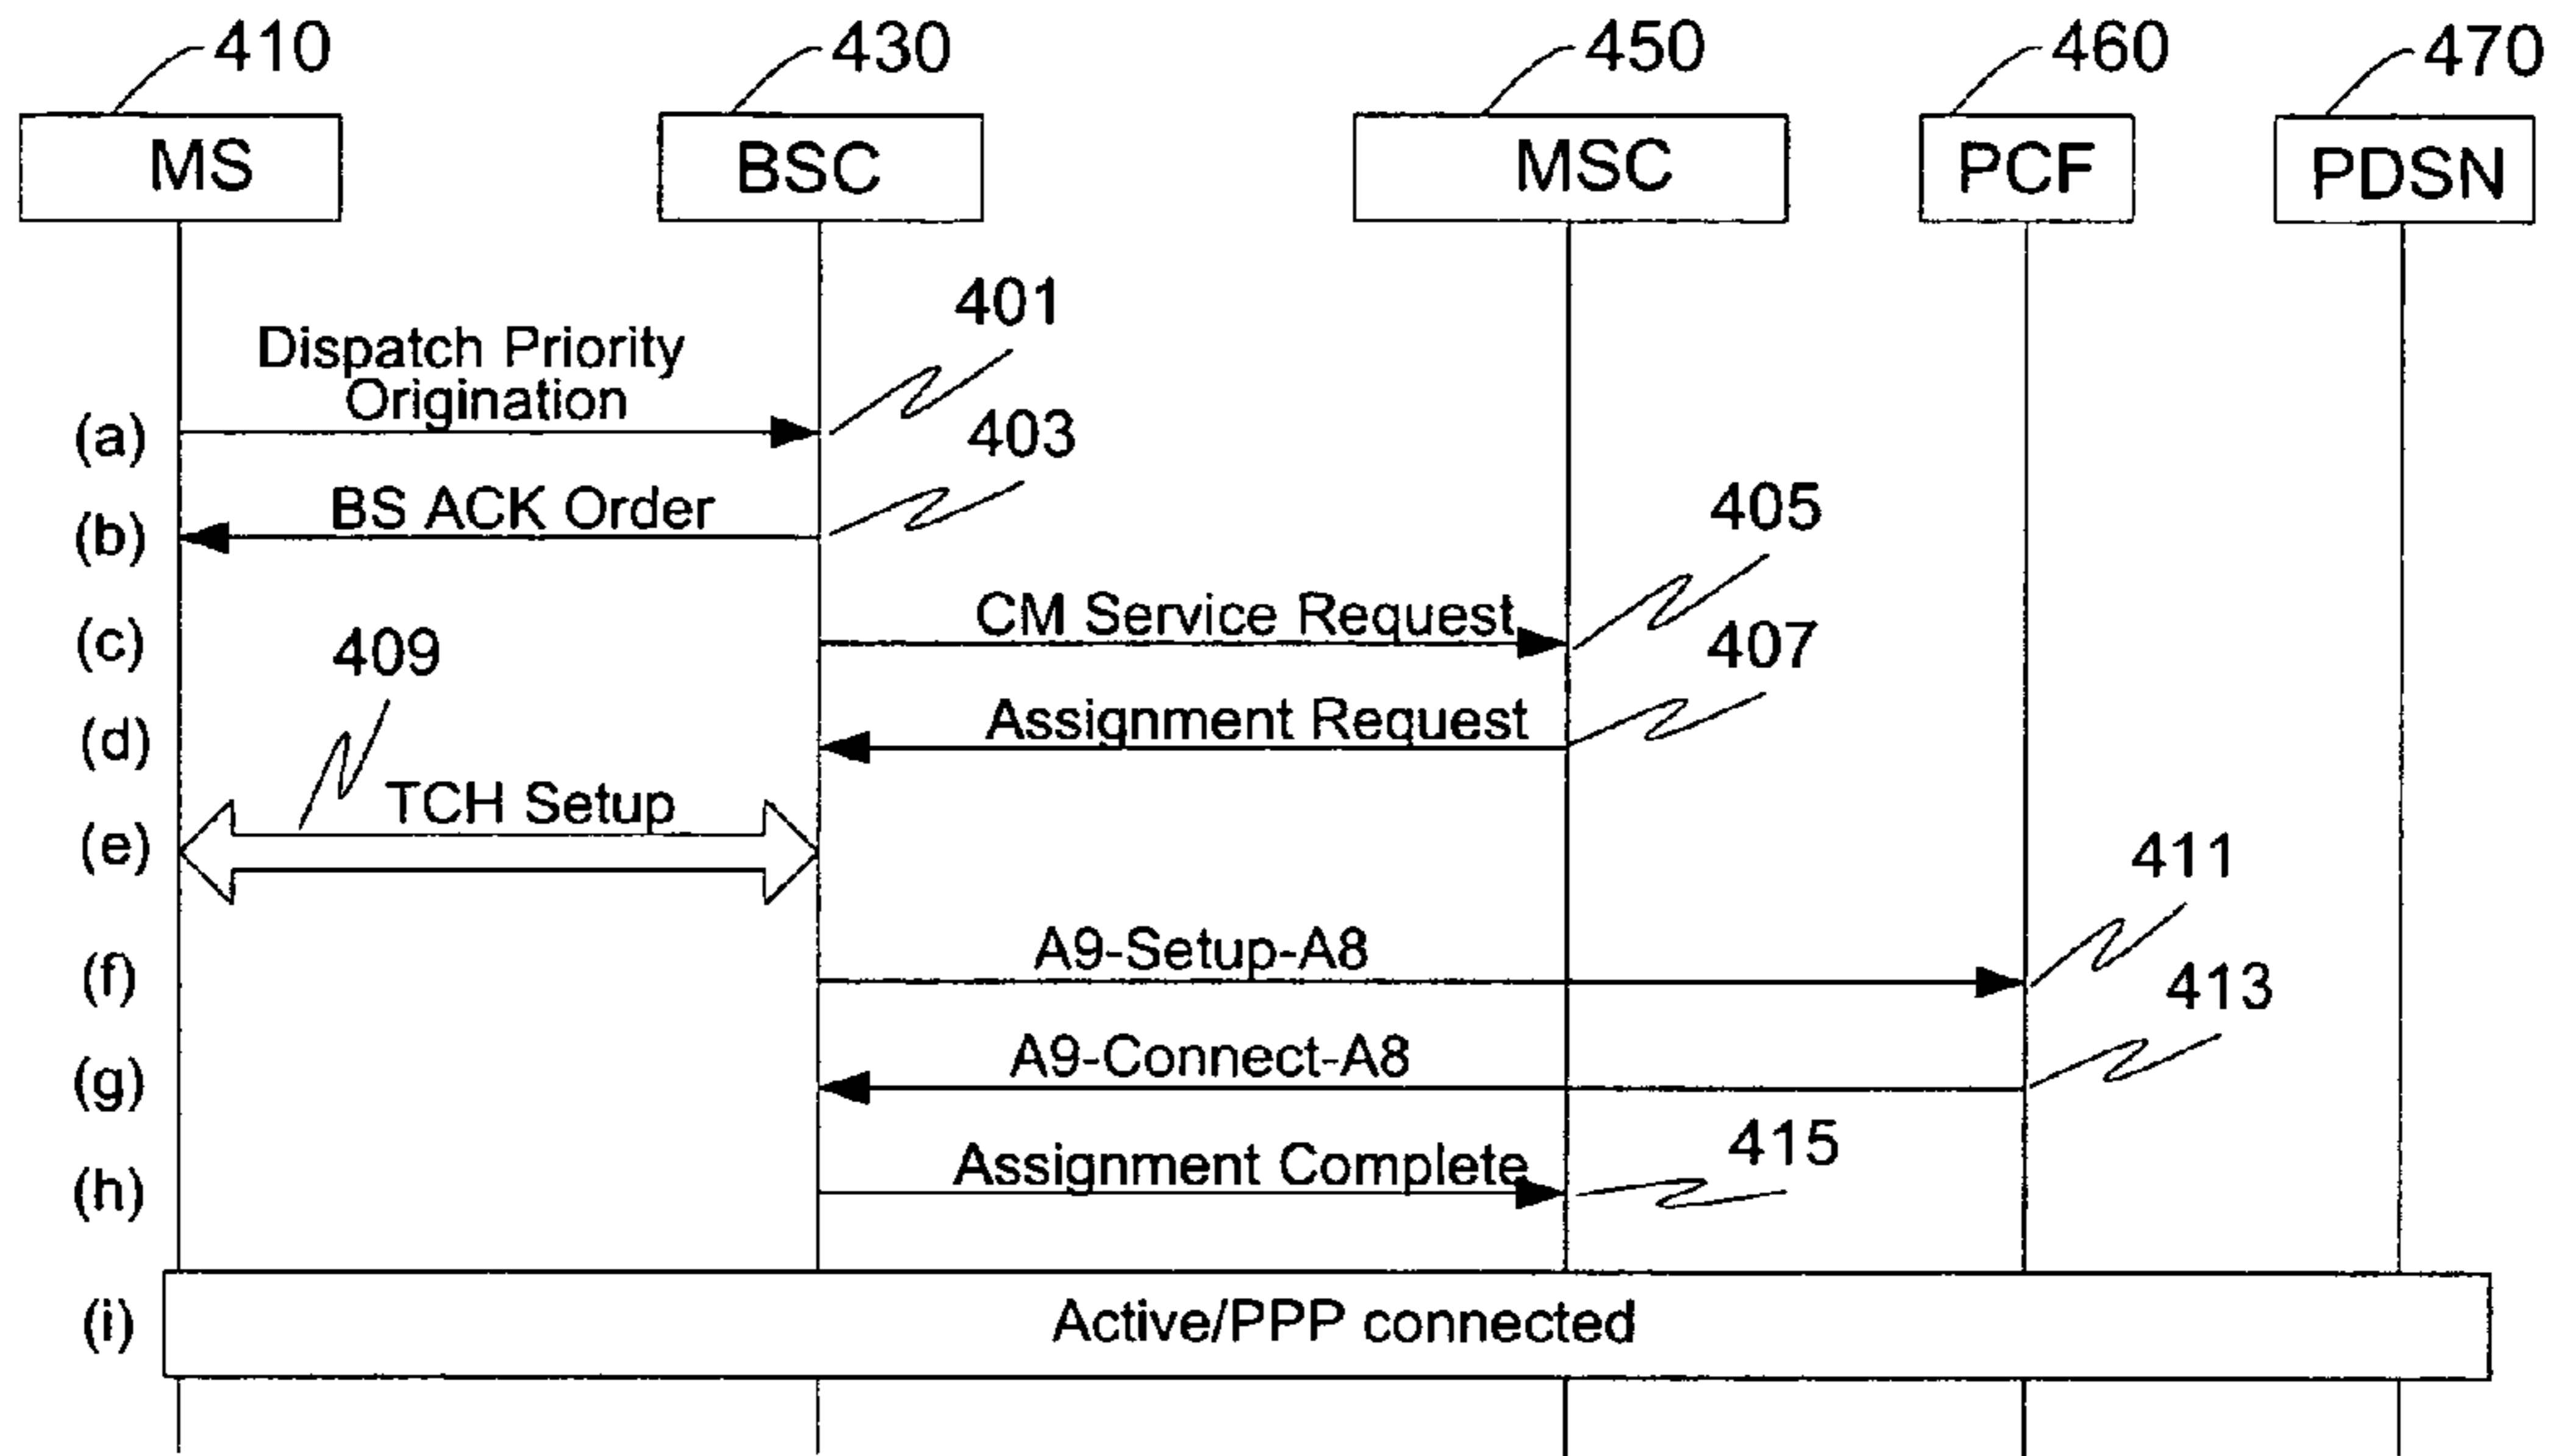 410
430
450
460
470
MS
BSC
MSC
PCF
PDSN
401
Dispatch Priority
Origination
(a)
403
BS ACK Order
(b)
405
CM Service Request
(c)
407
409
Assignment Request
(d)
TCH Setup
(e)
411
A9-Setup-A8
(f)
413
A9-Connect-A8
(g)
415
Assignment Complete
(h)
(i)
Active/PPP connected